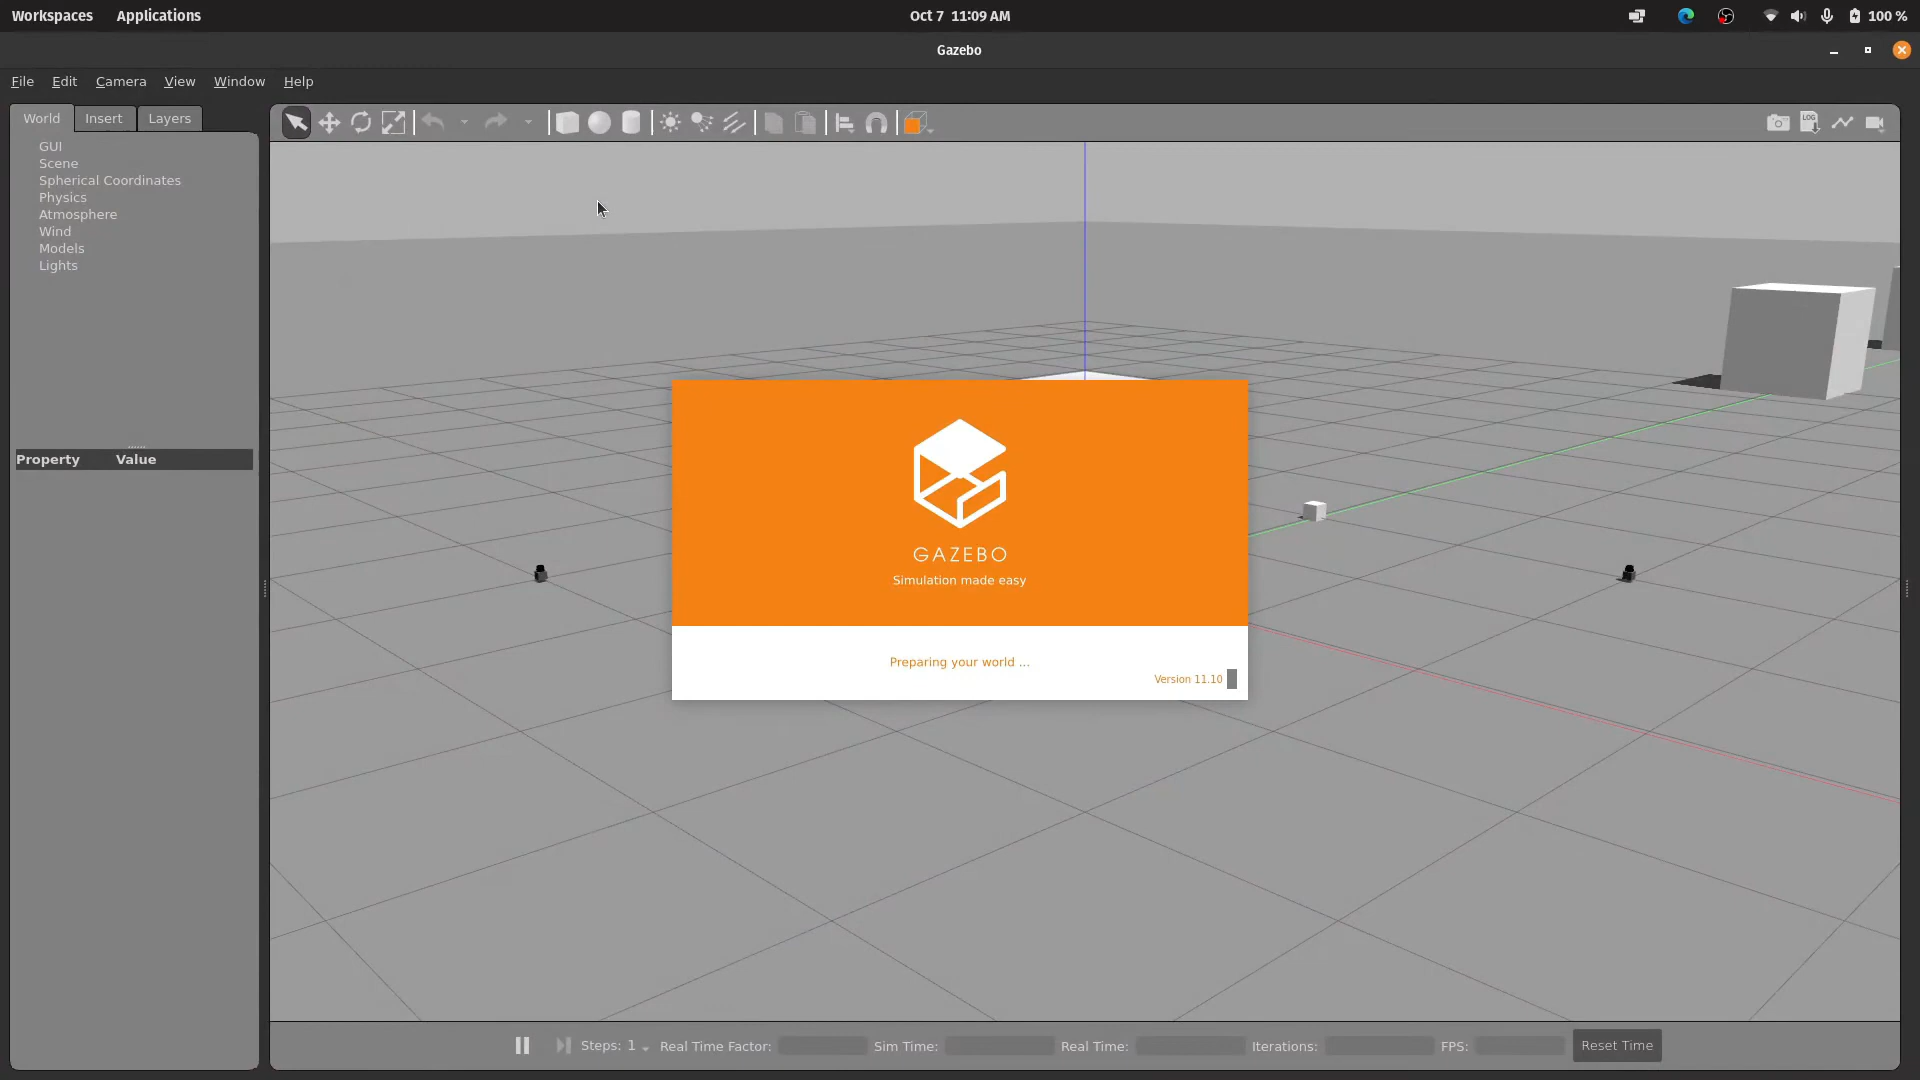 Workspaces Applications Oct 7 11:09 AM 100 %
Gazebo
File Edit Camera View Window Help
World Insert Layers
LOG
GUI
Scene
Spherical Coordinates
Physics
Atmosphere
Wind
Models
Lights
Property Value
GAZEBO
Simulation made easy
Preparing your world ...
Version 11.10
Steps: 1 Real Time Factor: Sim Time: Real Time: Iterations: FPS: Reset Time